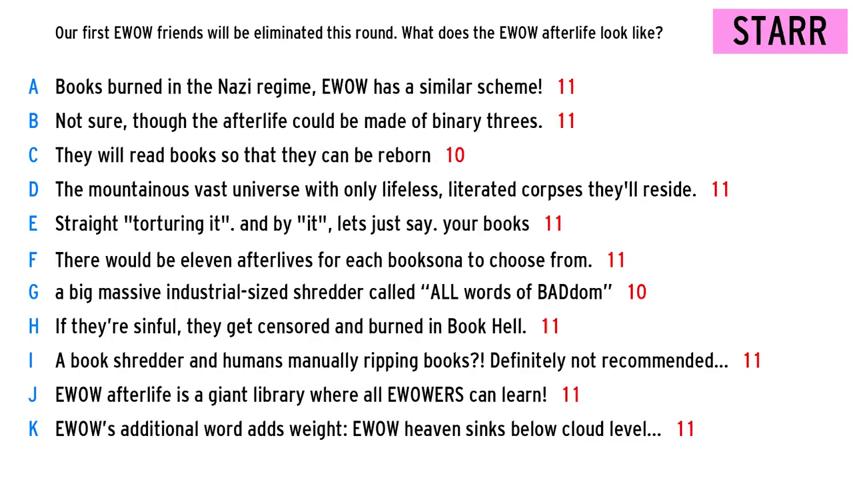 Our first EWOW friends will be eliminated this round. What does the EWOW afterlife look like?
STARR
A Books burned in the Nazi regime, EWOW has a similar scheme! 11
B Not sure, though the afterlife could be made of binary threes. 11
C They will read books so that they can be reborn 10
D The mountainous vast universe with only lifeless, literated corpses they'll reside. 11
E Straight "torturing it". and by "it", lets just say. your books 11
F There would be eleven afterlives for each booksona to choose from. 11
G a big massive industrial-sized shredder called “ALL words of BADdom” 10
H If they’re sinful, they get censored and burned in Book Hell. 11
I A book shredder and humans manually ripping books?! Definitely not recommended... 11
J EWOW afterlife is a giant library where all EWOWERS can learn! 11
K EWOW’s additional word adds weight: EWOW heaven sinks below cloud level... 11